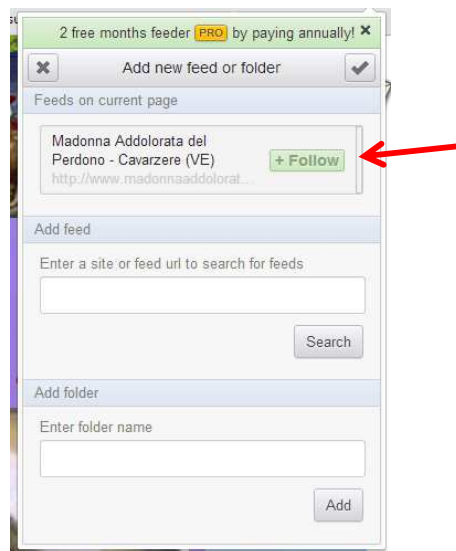 2 free months feeder PRO by paying annually! ×
Add new feed or folder
Feeds on current page
Madonna Addolorata del
Perdono - Cavarzere (VE)
+ Follow
http://www.madonnaaddolorat...
Add feed
Enter a site or feed url to search for feeds
Search
Add folder
Enter folder name
Add